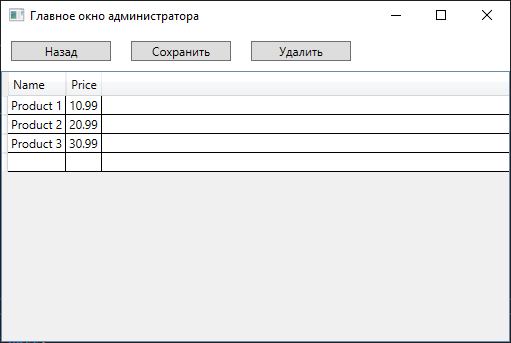 Главное окно администратора
Назад Сохранить Удалить
Name Price
Product 1 10.99
Product 2 20.99
Product 3 30.99